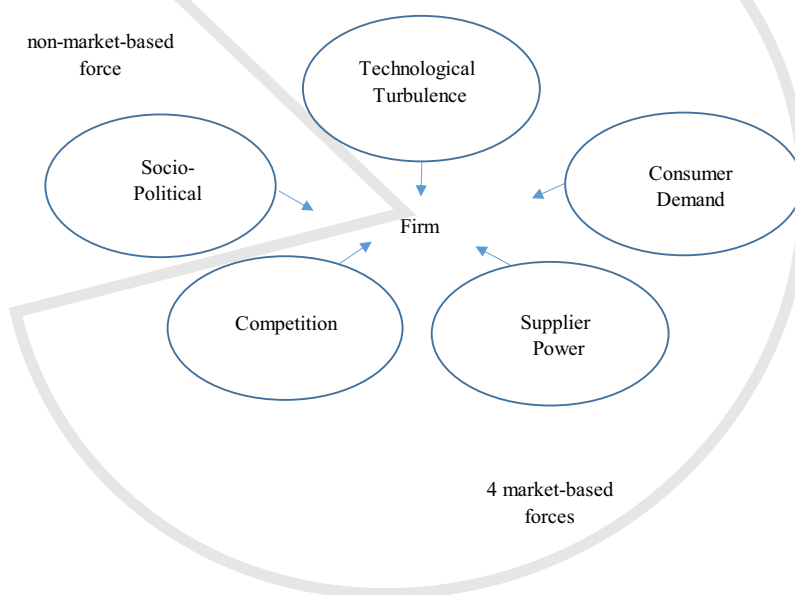 non-market-based
force
Technological
Turbulence
Socio-
Political
Consumer
Demand
Firm
Competition
Supplier
Power
4 market-based
forces